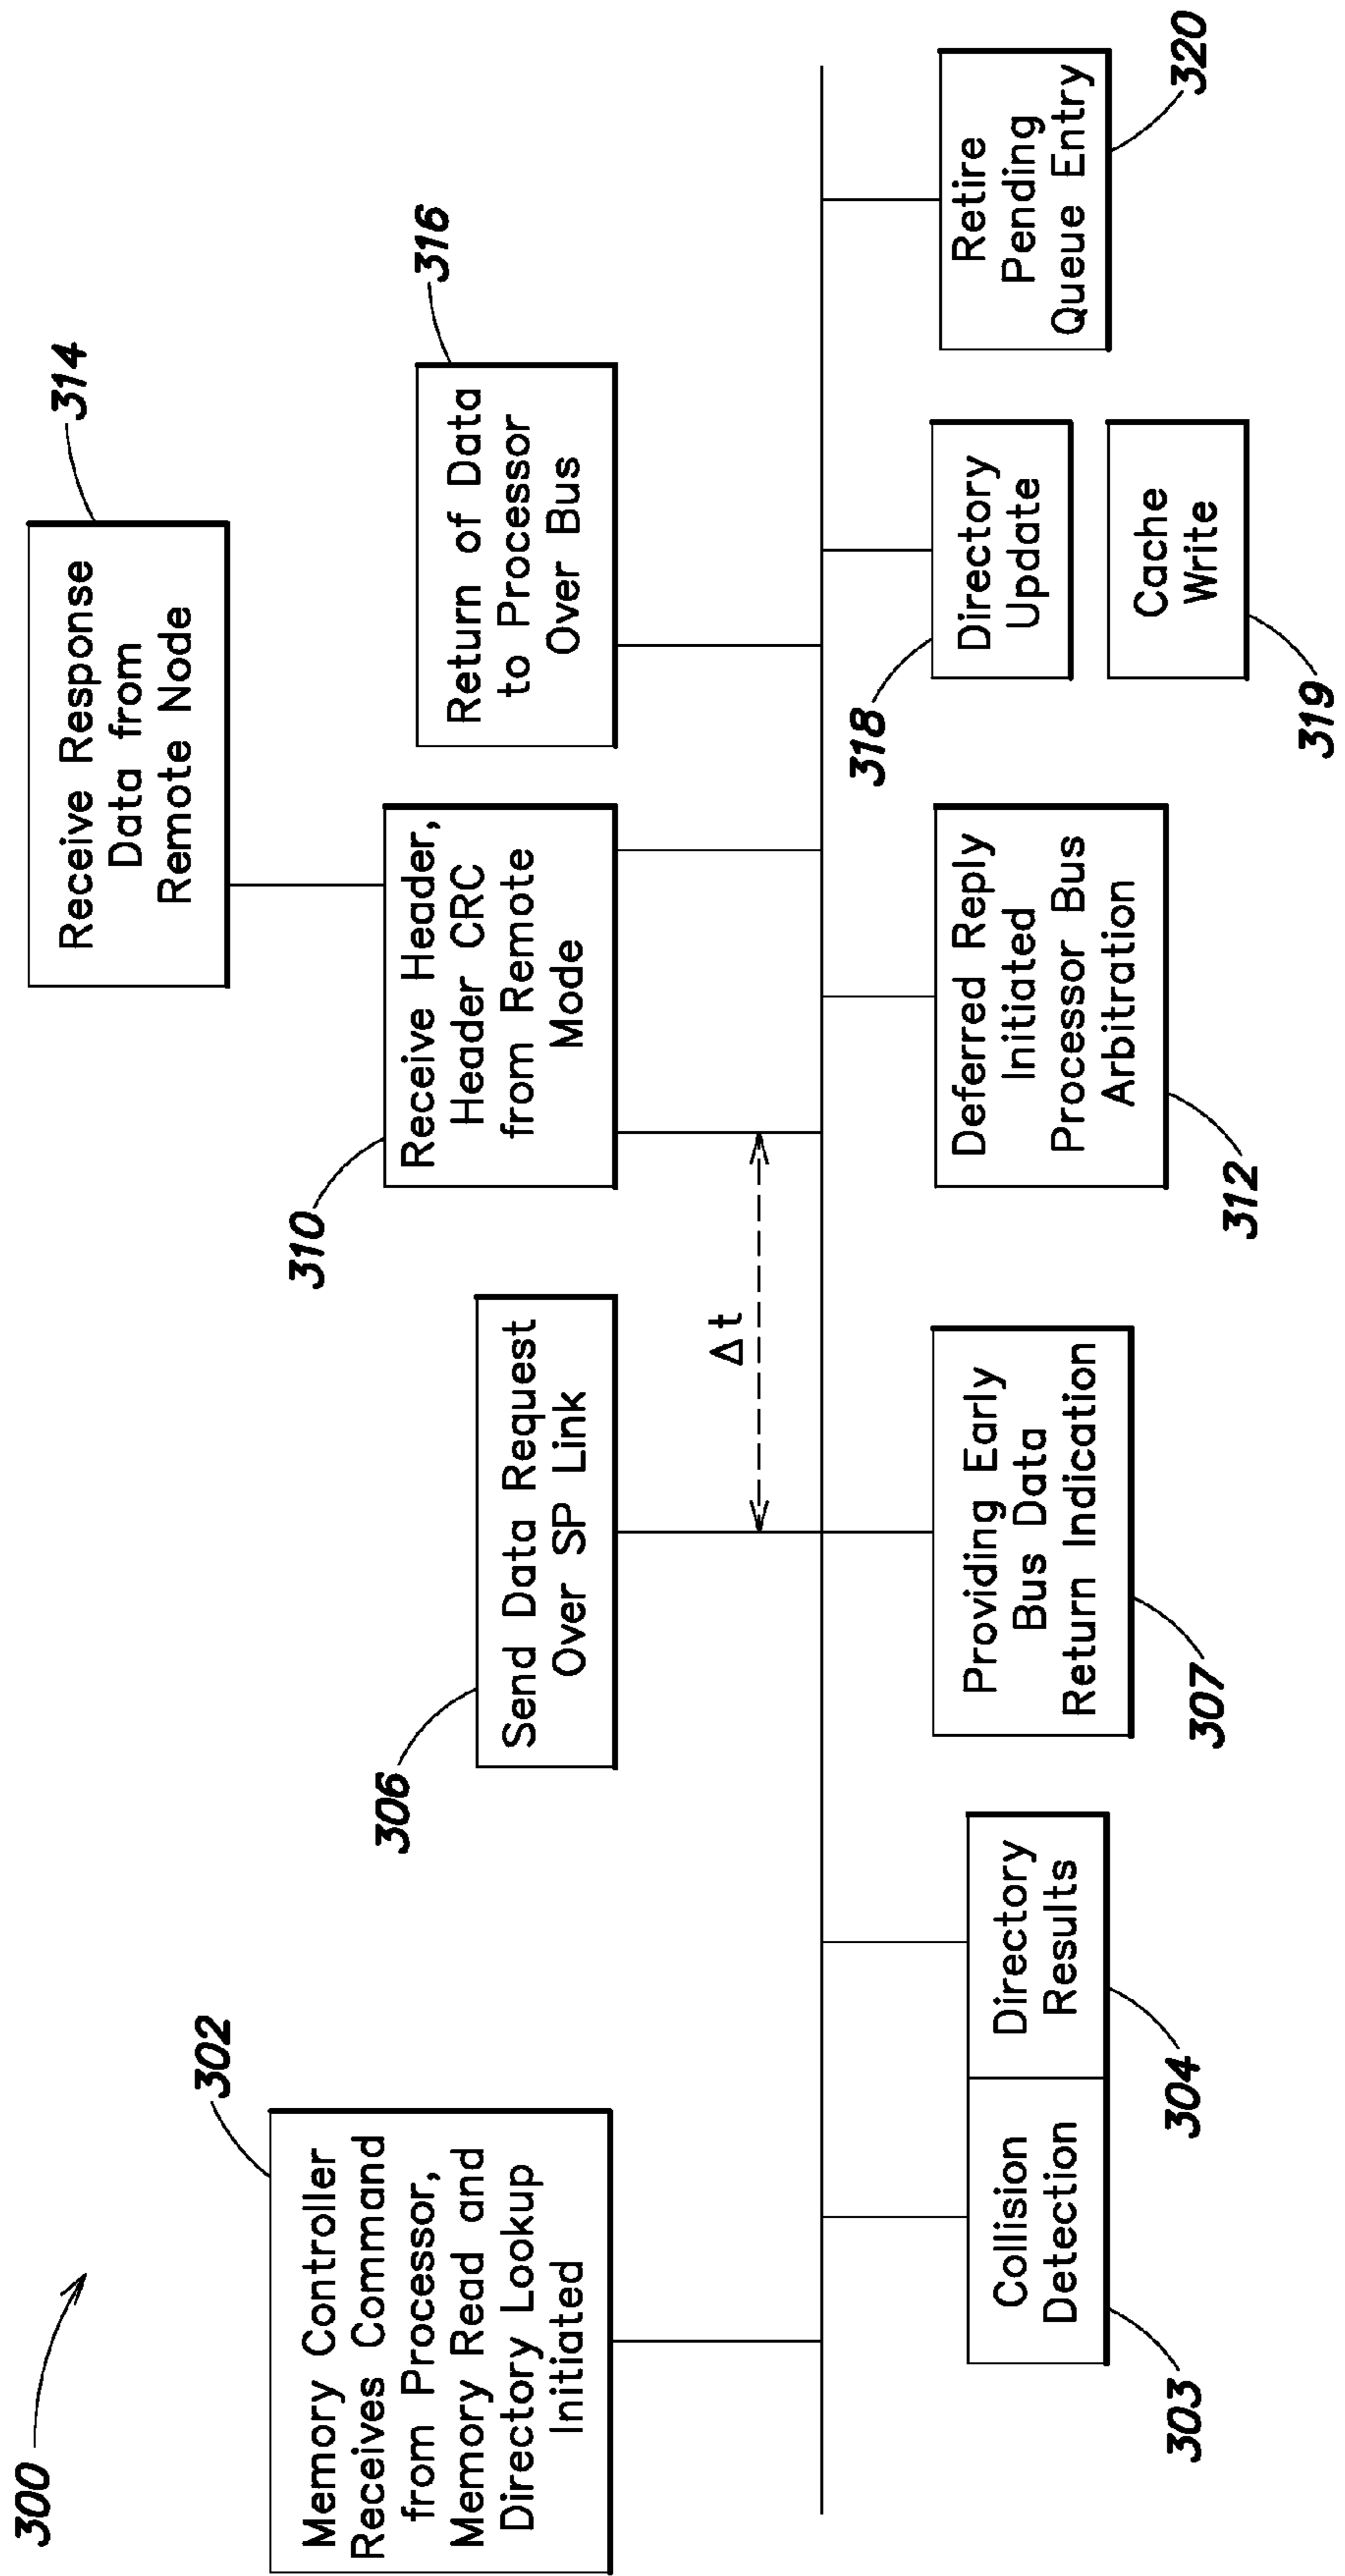 300
302
Memory Controller
Receives Command
from Processor,
Memory Read and
Directory Lookup
Initiated
303
Collision
Detection
304
Directory
Results
306
Send Data Request
Over SP Link
307
Providing Early
Bus Data
Return Indication
Δt
310
Receive Header,
Header CRC
from Remote
Mode
312
Deferred Reply
Initiated
Processor Bus
Arbitration
314
Receive Response
Data from
Remote Node
316
Return of Data
to Processor
Over Bus
318
Directory
Update
319
Cache
Write
320
Retire
Pending
Queue Entry